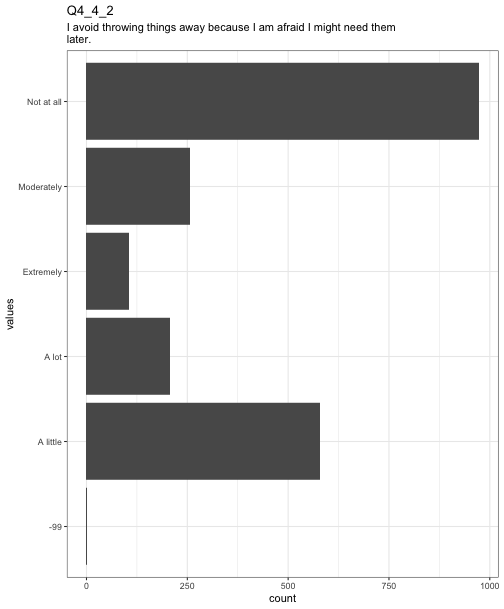 Q4_4_2
I avoid throwing things away because I am afraid I might need them
later.
Not at all
Moderately
Extremely
A lot
A little
-99
values
0 250 500 750 1000
count